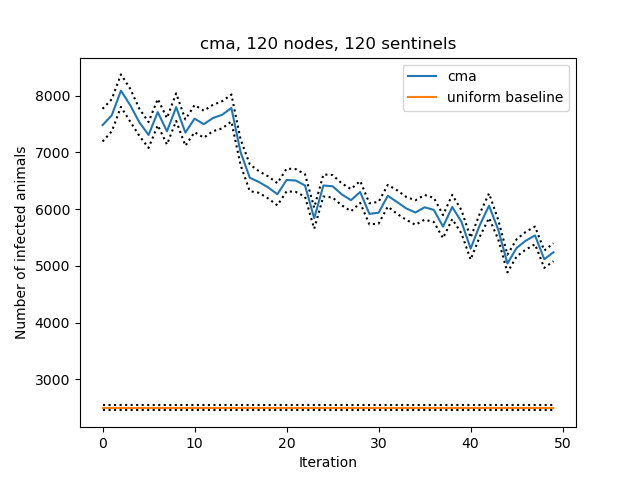 cma, 120 nodes, 120 sentinels
cma
uniform baseline
Number of infected animals
8000
7000
6000
5000
4000
3000
0 10 20 30 40 50
Iteration